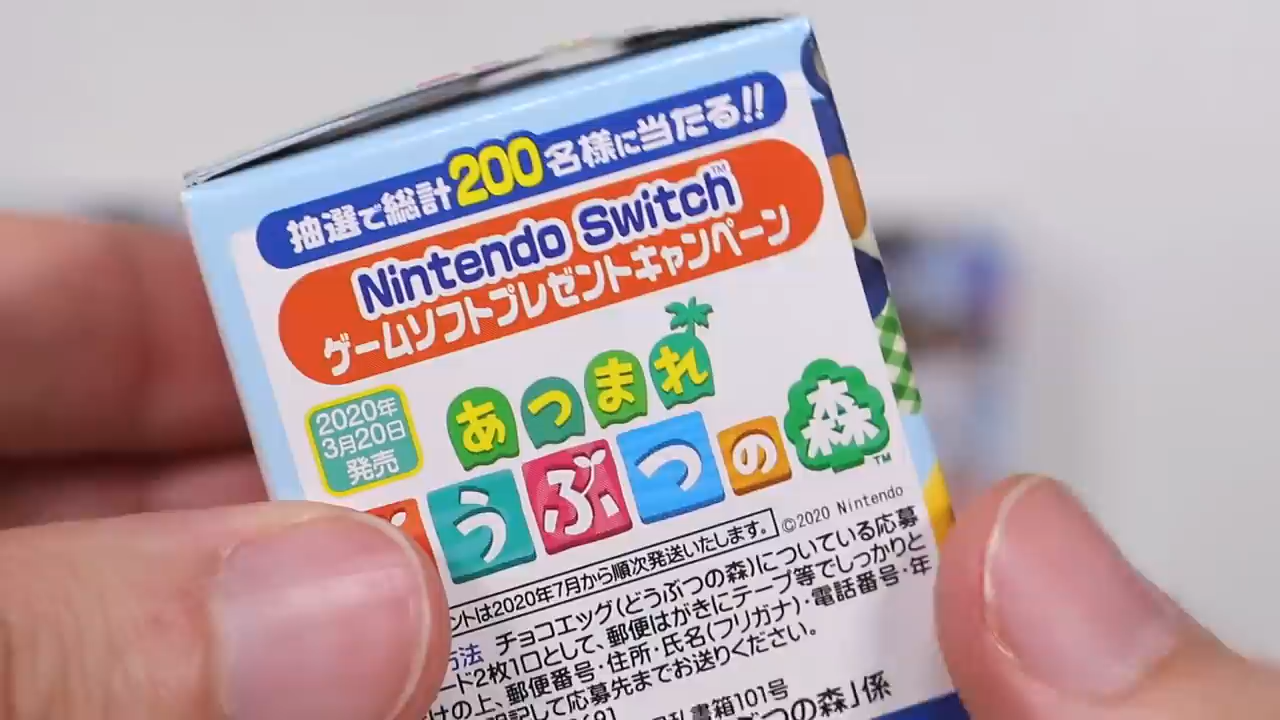 抽選で総計200名様に当たる!!
Nintendo Switch™
ゲームソフトプレゼントキャンペーン
2020年
3月20日
発売
あつまれ
うぶつの森™
ントは2020年7月から順次発送いたします。
©2020 Nintendo
方法 チョコエッグ(どうぶつの森)についている応募
ード2枚1口として、郵便はがきにテープ等でしっかりと
けの上、郵便番号・住所・氏名(フリガナ)・電話番号・年
明記して応募先までお送りください。
書箱101号
ぶつの森」係